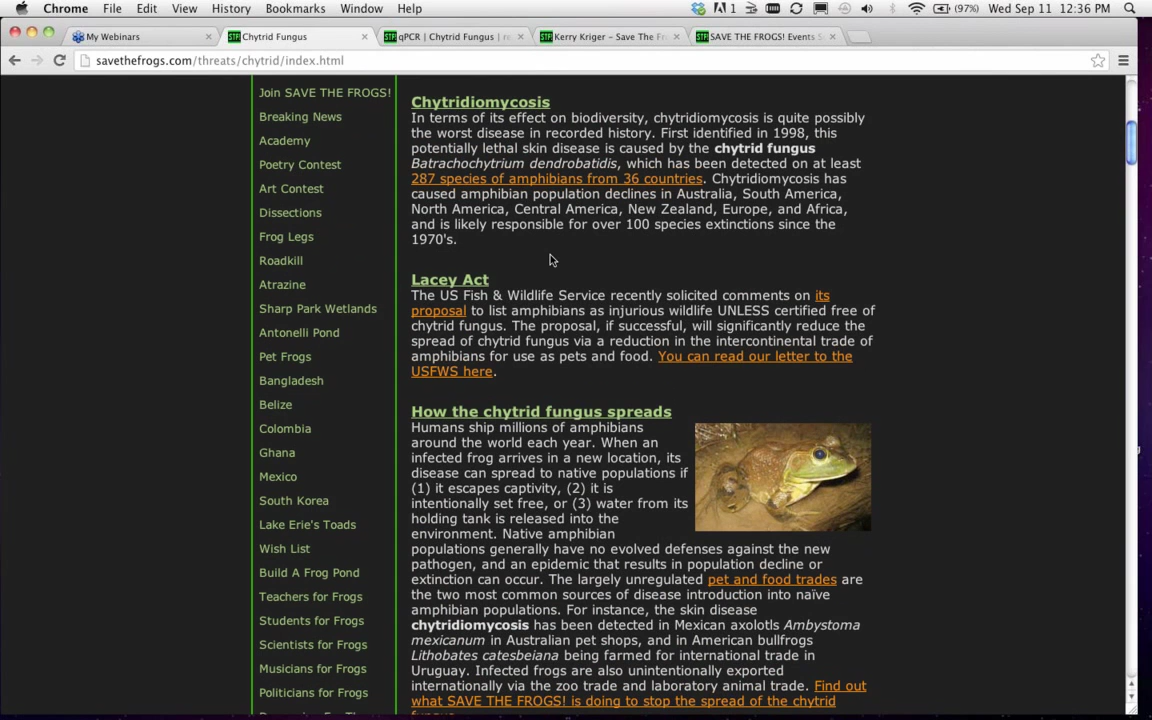 Chrome File Edit View History Bookmarks Window Help 1 (97%) Wed Sep 11 12:36 PM
My Webinars Chytrid Fungus qPCR | Chytrid Fungus | Kerry Kriger – Save The Fr SAVE THE FROGS! Events
savethefrogs.com/threats/chytrid/index.html
Join SAVE THE FROGS!
Breaking News
Academy
Poetry Contest
Art Contest
Dissections
Frog Legs
Roadkill
Atrazine
Sharp Park Wetlands
Antonelli Pond
Pet Frogs
Bangladesh
Belize
Colombia
Ghana
Mexico
South Korea
Lake Erie's Toads
Wish List
Build A Frog Pond
Teachers for Frogs
Students for Frogs
Scientists for Frogs
Musicians for Frogs
Politicians for Frogs
Chytridiomycosis
In terms of its effect on biodiversity, chytridiomycosis is quite possibly
the worst disease in recorded history. First identified in 1998, this
potentially lethal skin disease is caused by the chytrid fungus
Batrachochytrium dendrobatidis, which has been detected on at least
287 species of amphibians from 36 countries. Chytridiomycosis has
caused amphibian population declines in Australia, South America,
North America, Central America, New Zealand, Europe, and Africa,
and is likely responsible for over 100 species extinctions since the
1970's.
Lacey Act
The US Fish & Wildlife Service recently solicited comments on its
proposal to list amphibians as injurious wildlife UNLESS certified free of
chytrid fungus. The proposal, if successful, will significantly reduce the
spread of chytrid fungus via a reduction in the intercontinental trade of
amphibians for use as pets and food. You can read our letter to the
USFWS here.
How the chytrid fungus spreads
Humans ship millions of amphibians
around the world each year. When an
infected frog arrives in a new location, its
disease can spread to native populations if
(1) it escapes captivity, (2) it is
intentionally set free, or (3) water from its
holding tank is released into the
environment. Native amphibian
populations generally have no evolved defenses against the new
pathogen, and an epidemic that results in population decline or
extinction can occur. The largely unregulated pet and food trades are
the two most common sources of disease introduction into naïve
amphibian populations. For instance, the skin disease
chytridiomycosis has been detected in Mexican axolotls Ambystoma
mexicanum in Australian pet shops, and in American bullfrogs
Lithobates catesbeiana being farmed for international trade in
Uruguay. Infected frogs are also unintentionally exported
internationally via the zoo trade and laboratory animal trade. Find out
what SAVE THE FROGS! is doing to stop the spread of the chytrid